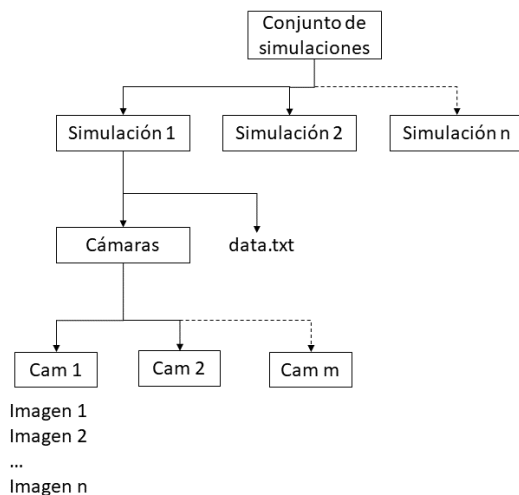 Conjunto de
simulaciones
Simulación 1
Simulación 2
Simulación n
Cámaras
data.txt
Cam 1
Cam 2
Cam m
Imagen 1
Imagen 2
...
Imagen n